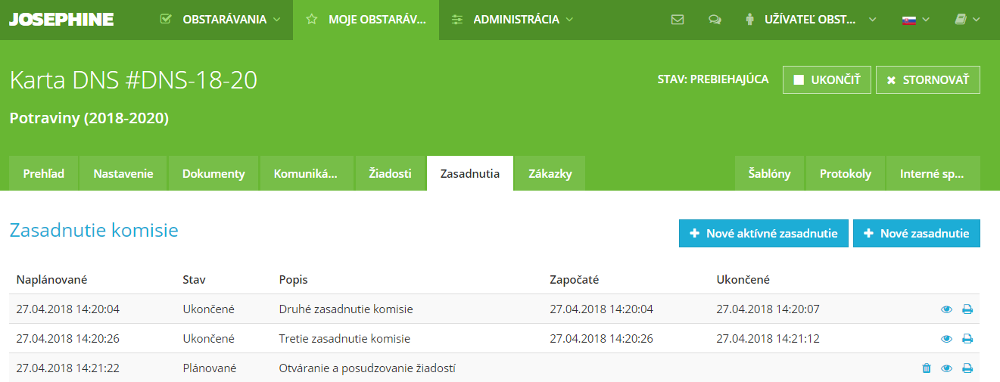 JOSEPHINE OBSTARÁVANIA MOJE OBSTARÁV... ADMINISTRÁCIA UŽÍVATEĽ OBST...
Karta DNS #DNS-18-20 STAV: PREBIEHAJÚCA UKONČIŤ STORNOVAŤ
Potraviny (2018-2020)
Prehľad Nastavenie Dokumenty Komuniká... Žiadosti Zasadnutia Zákazky Šablóny Protokoly Interné sp...
Zasadnutie komisie Nové aktívné zasadnutie Nové zasadnutie
Naplánované Stav Popis Započaté Ukončené
27.04.2018 14:20:04 Ukončené Druhé zasadnutie komisie 27.04.2018 14:20:04 27.04.2018 14:20:07
27.04.2018 14:20:26 Ukončené Tretie zasadnutie komisie 27.04.2018 14:20:26 27.04.2018 14:21:12
27.04.2018 14:21:22 Plánované Otváranie a posudzovanie žiadostí